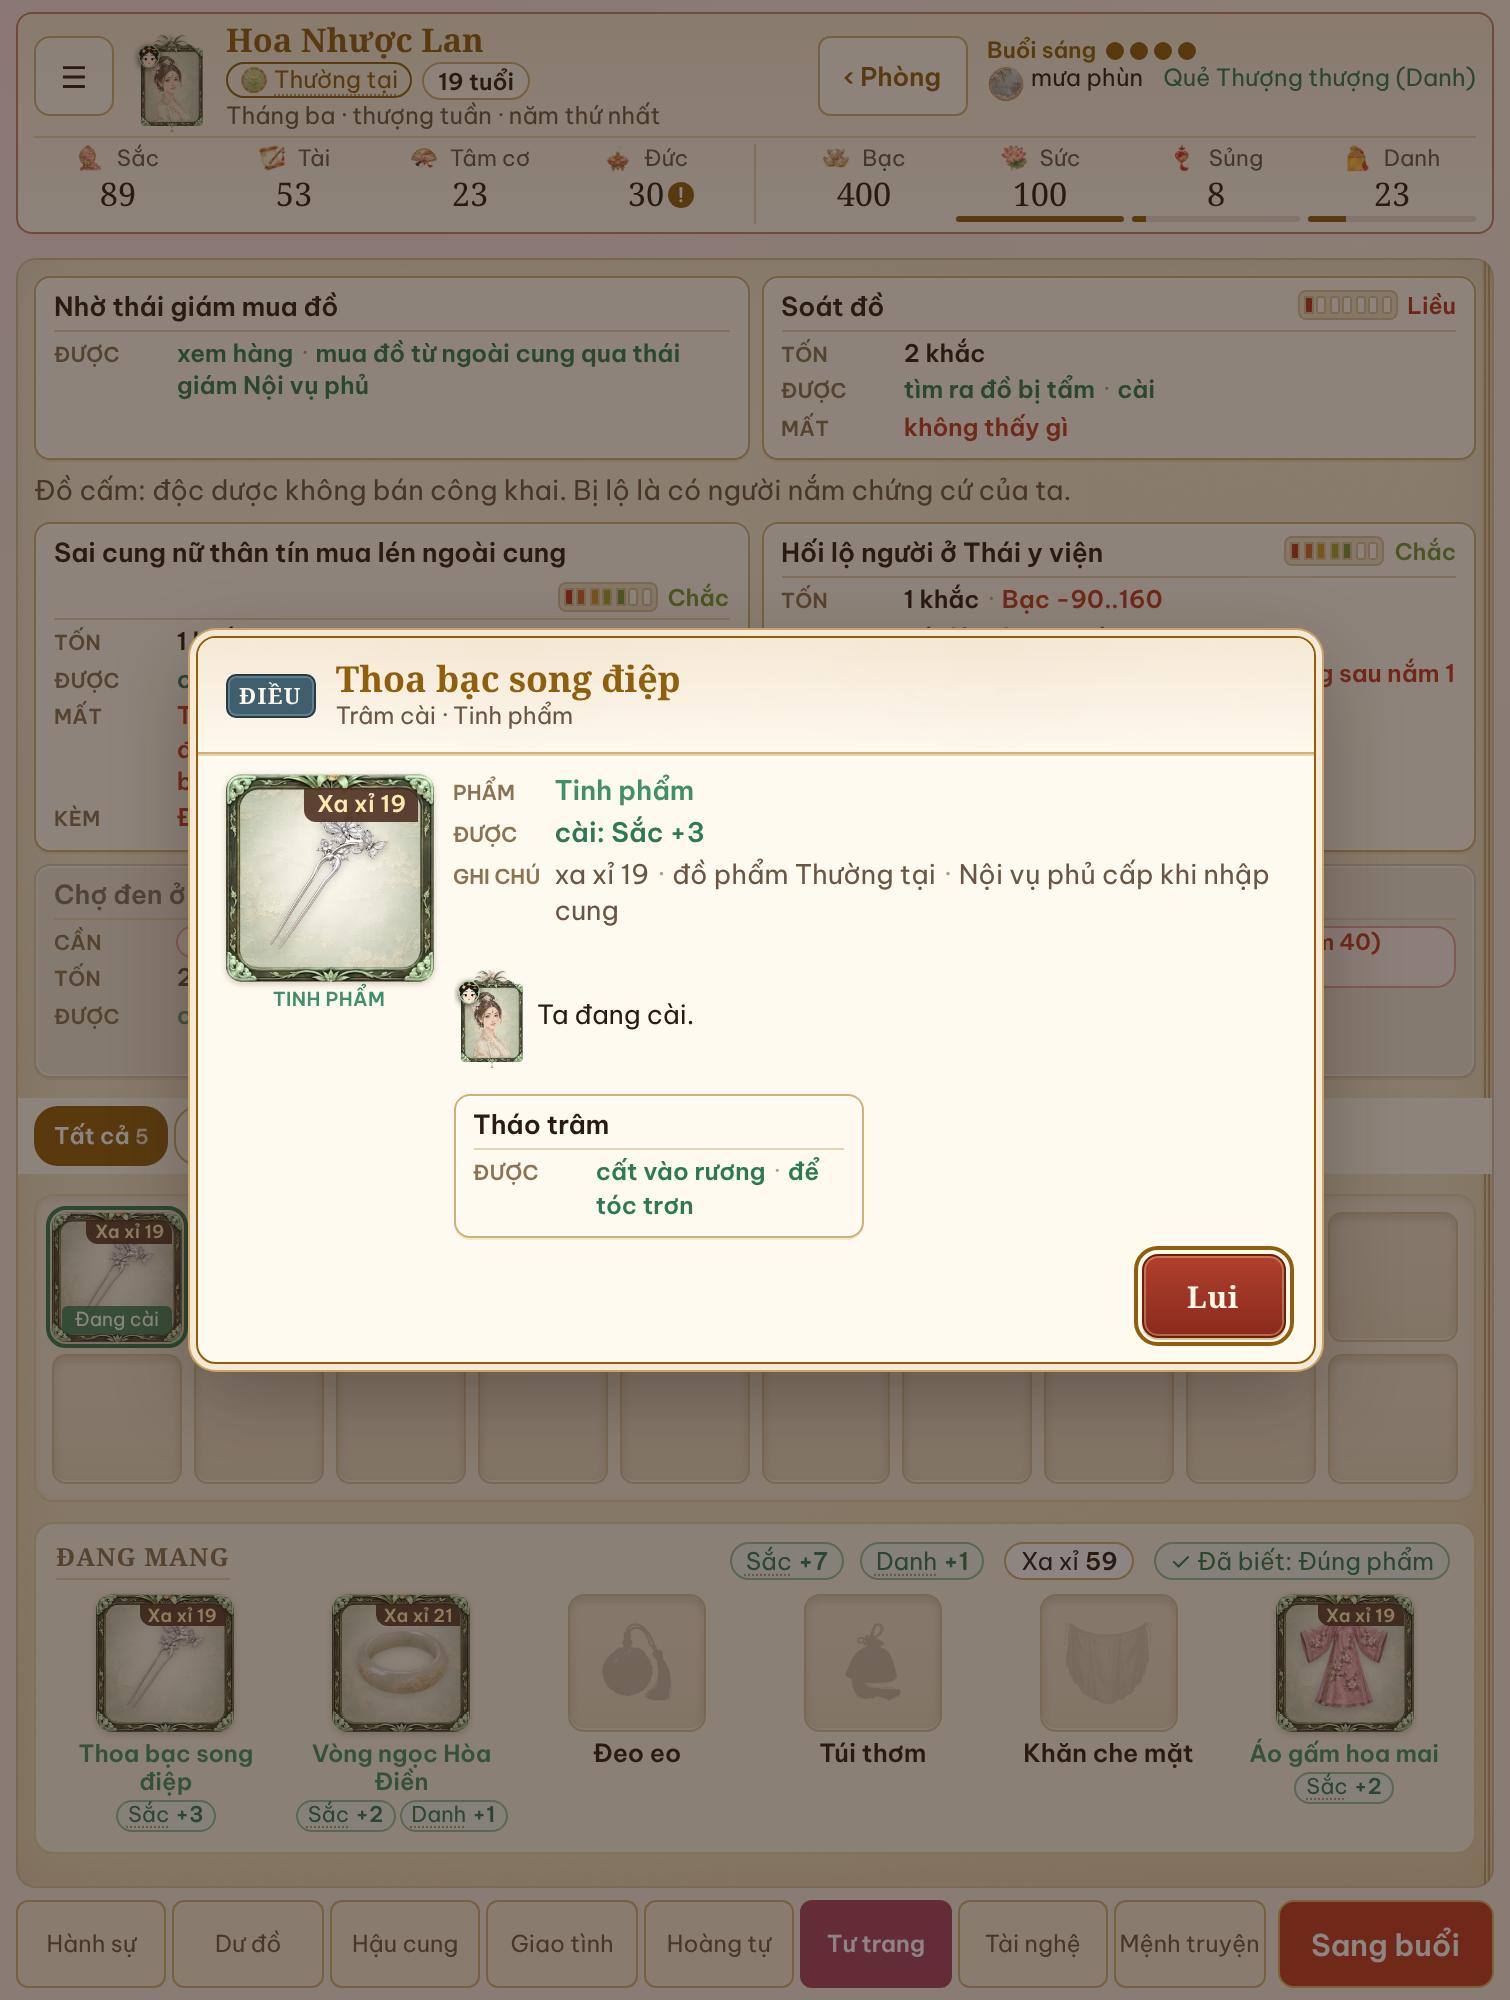 Hoa Nhược Lan
Thường tại
19 tuổi
Tháng ba · thượng tuần · năm thứ nhất
‹ Phòng
Buổi sáng
mưa phùn
Quẻ Thượng thượng (Danh)
Sắc
89
Tài
53
Tâm cơ
23
Đức
30 !
Bạc
400
Sức
100
Sủng
8
Danh
23
Nhờ thái giám mua đồ
ĐƯỢC xem hàng · mua đồ từ ngoài cung qua thái
giám Nội vụ phủ
Soát đồ
Liều
TỐN 2 khắc
ĐƯỢC tìm ra đồ bị tẩm · cài
MẤT không thấy gì
Đồ cấm: độc dược không bán công khai. Bị lộ là có người nắm chứng cứ của ta.
Sai cung nữ thân tín mua lén ngoài cung
Chắc
TỐN 1
ĐƯỢC
MẤT
KÈM
Hối lộ người ở Thái y viện
Chắc
TỐN 1 khắc · Bạc -90..160
sau nắm 1
Chợ đen ở
CẦN
40)
TỐN 2
ĐƯỢC
ĐIỀU
Thoa bạc song điệp
Trâm cài · Tinh phẩm
Xa xỉ 19
TINH PHẨM
PHẨM Tinh phẩm
ĐƯỢC cài: Sắc +3
GHI CHÚ xa xỉ 19 · đồ phẩm Thường tại · Nội vụ phủ cấp khi nhập
cung
Ta đang cài.
Tháo trâm
ĐƯỢC cất vào rương · để
tóc trơn
Lui
Tất cả 5
Xa xỉ 19
Đang cài
ĐANG MANG
Sắc +7
Danh +1
Xa xỉ 59
✓ Đã biết: Đúng phẩm
Xa xỉ 19
Thoa bạc song
điệp
Sắc +3
Xa xỉ 21
Vòng ngọc Hòa
Điền
Sắc +2
Danh +1
Đeo eo
Túi thơm
Khăn che mặt
Xa xỉ 19
Áo gấm hoa mai
Sắc +2
Hành sự
Dư đồ
Hậu cung
Giao tình
Hoàng tự
Tư trang
Tài nghệ
Mệnh truyện
Sang buổi